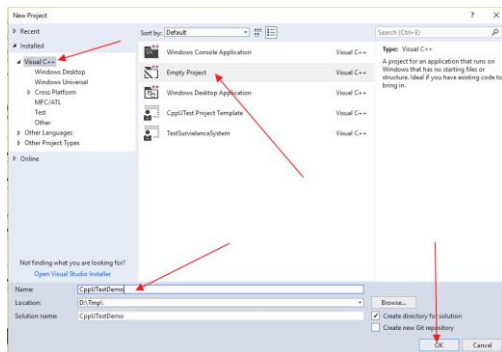 New Project
? ×
Recent
Sort by: Default
Search (Ctrl+E)
Installed
Visual C++
Windows Desktop
Windows Universal
Cross Platform
MFC/ATL
Test
Other
Other Languages
Other Project Types
Online
Windows Console Application Visual C++
Empty Project Visual C++
Windows Desktop Application Visual C++
CppUTest Project Template Visual C++
TestSurvielanceSystem Visual C++
Type: Visual C++
A project for an application that runs on
Windows that has no starting files or
structure. Ideal if you have existing code to
bring in.
Not finding what you are looking for?
Open Visual Studio Installer
Name: CppUTestDemo
Location: D:\Tmp\
Browse...
Solution name: CppUTestDemo
Create directory for solution
Create new Git repository
OK Cancel